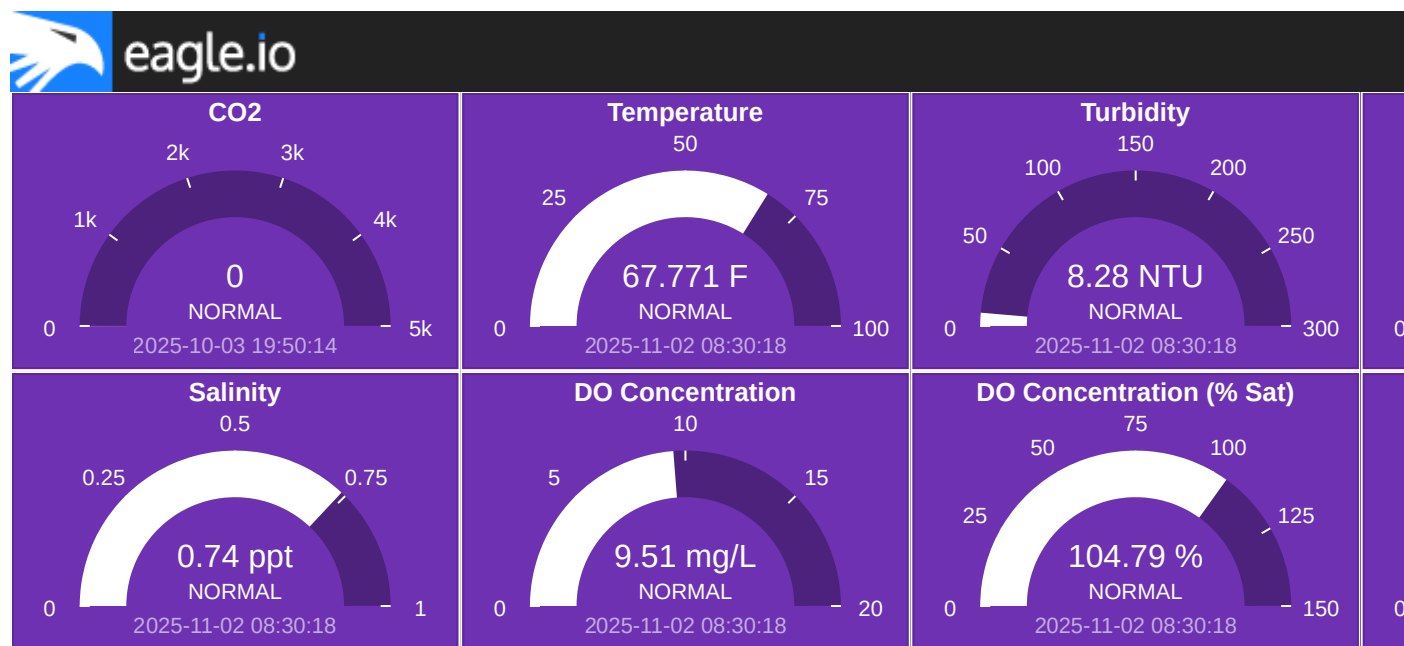 eagle.io
CO2
2k
3k
1k
4k
0
NORMAL
0
5k
2025-10-03 19:50:14
Temperature
50
25
75
67.771 F
NORMAL
0
100
2025-11-02 08:30:18
Turbidity
150
100
200
50
250
8.28 NTU
NORMAL
0
300
2025-11-02 08:30:18
Salinity
0.5
0.25
0.75
0.74 ppt
NORMAL
0
1
2025-11-02 08:30:18
DO Concentration
10
5
15
9.51 mg/L
NORMAL
0
20
2025-11-02 08:30:18
DO Concentration (% Sat)
75
50
100
25
125
104.79 %
NORMAL
0
150
2025-11-02 08:30:18